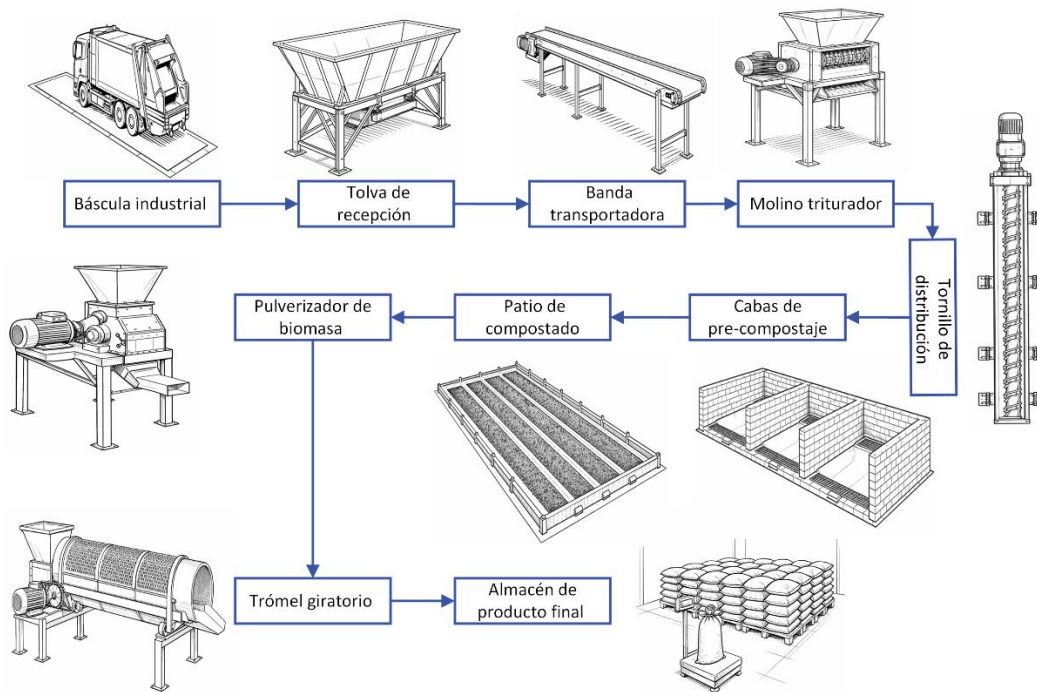 Báscula industrial
Tolva de
recepción
Banda
transportadora
Molino triturador
Tornillo de
distribución
Cabas de
pre-compostaje
Patio de
compostado
Pulverizador de
biomasa
Trómel giratorio
Almacén de
producto final